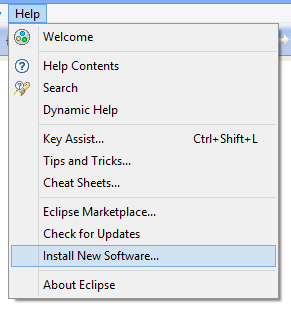 Help
Welcome
Help Contents
Search
Dynamic Help
Key Assist... Ctrl+Shift+L
Tips and Tricks...
Cheat Sheets...
Eclipse Marketplace...
Check for Updates
Install New Software...
About Eclipse